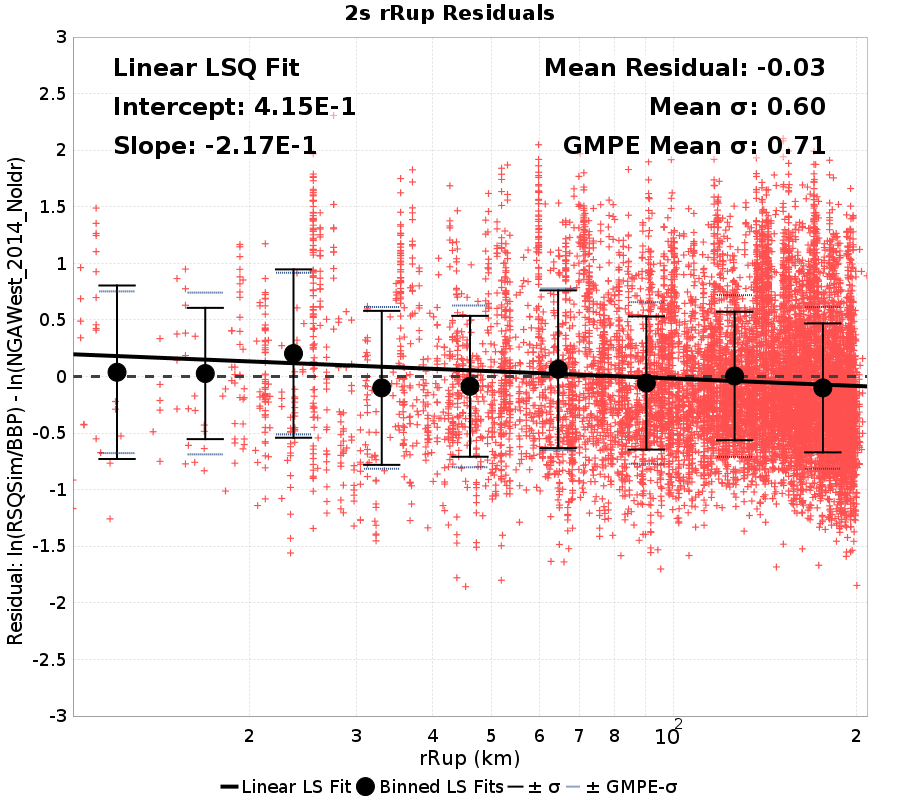 2s rRup Residuals
Linear LSQ Fit
Intercept: 4.15E-1
Slope: -2.17E-1
Mean Residual: -0.03
Mean σ: 0.60
GMPE Mean σ: 0.71
Residual: ln(RSQSim/BBP) - ln(NGAWest_2014_NoIdr)
3
2.5
2
1.5
1
0.5
0
-0.5
-1
-1.5
-2
-2.5
-3
2 3 4 5 6 7 8 10² 2
rRup (km)
Linear LS Fit Binned LS Fits ± σ ± GMPE-σ